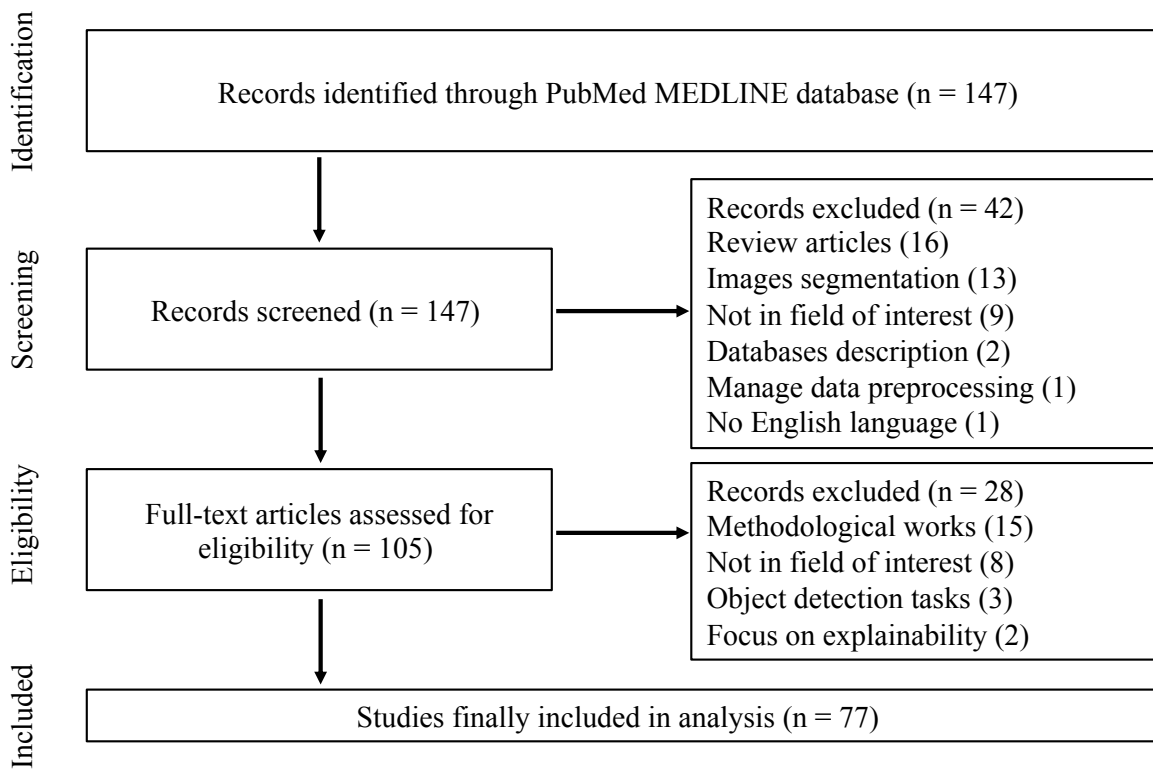 Identification
Records identified through PubMed MEDLINE database (n = 147)
Screening
Records screened (n = 147)
Records excluded (n = 42)
Review articles (16)
Images segmentation (13)
Not in field of interest (9)
Databases description (2)
Manage data preprocessing (1)
No English language (1)
Eligibility
Full-text articles assessed for
eligibility (n = 105)
Records excluded (n = 28)
Methodological works (15)
Not in field of interest (8)
Object detection tasks (3)
Focus on explainability (2)
Included
Studies finally included in analysis (n = 77)